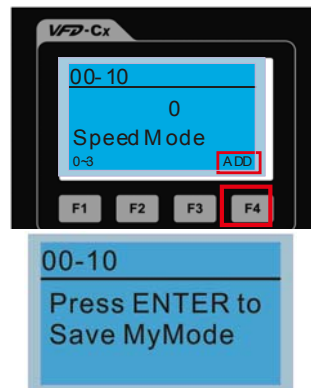 VFD-Cx
00-10
0
Speed Mode
0~3 ADD
F1 F2 F3 F4
00-10
Press ENTER to
Save MyMode